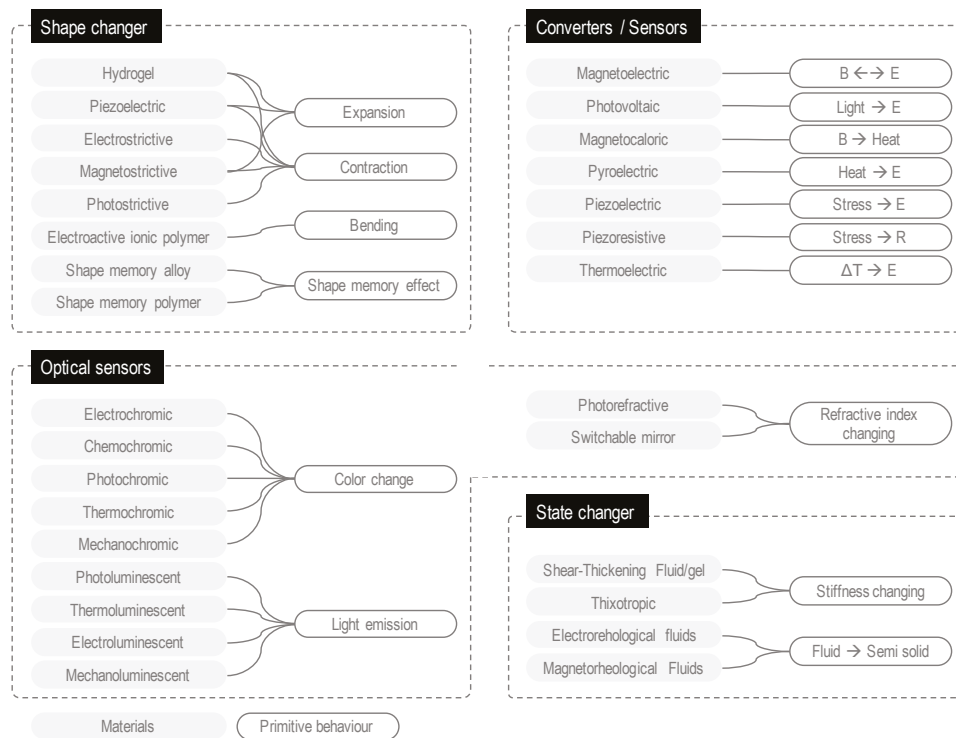 Shape changer
Hydrogel
Piezoelectric
Electrostrictive
Magnetostrictive
Photostrictive
Electroactive ionic polymer
Shape memory alloy
Shape memory polymer
Expansion
Contraction
Bending
Shape memory effect
Converters / Sensors
Magnetoelectric
B ←→ E
Photovoltaic
Light → E
Magnetocaloric
B → Heat
Pyroelectric
Heat → E
Piezoelectric
Stress → E
Piezoresistive
Stress → R
Thermoelectric
ΔT → E
Optical sensors
Electrochromic
Chemochromic
Photochromic
Thermochromic
Mechanochromic
Photoluminescent
Thermoluminescent
Electroluminescent
Mechanoluminescent
Color change
Light emission
Photorefractive
Switchable mirror
Refractive index
changing
State changer
Shear-Thickening Fluid/gel
Thixotropic
Electrorehological fluids
Magnetorheological Fluids
Stiffness changing
Fluid → Semi solid
Materials
Primitive behaviour